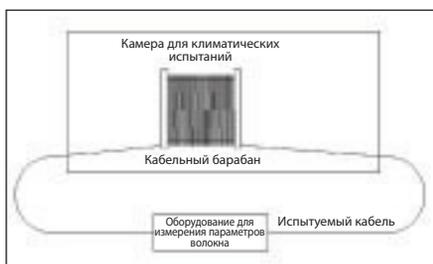 Камера для климатических
испытаний
Кабельный барабан
Оборудование для
измерения параметров
волокна
Испытуемый кабель